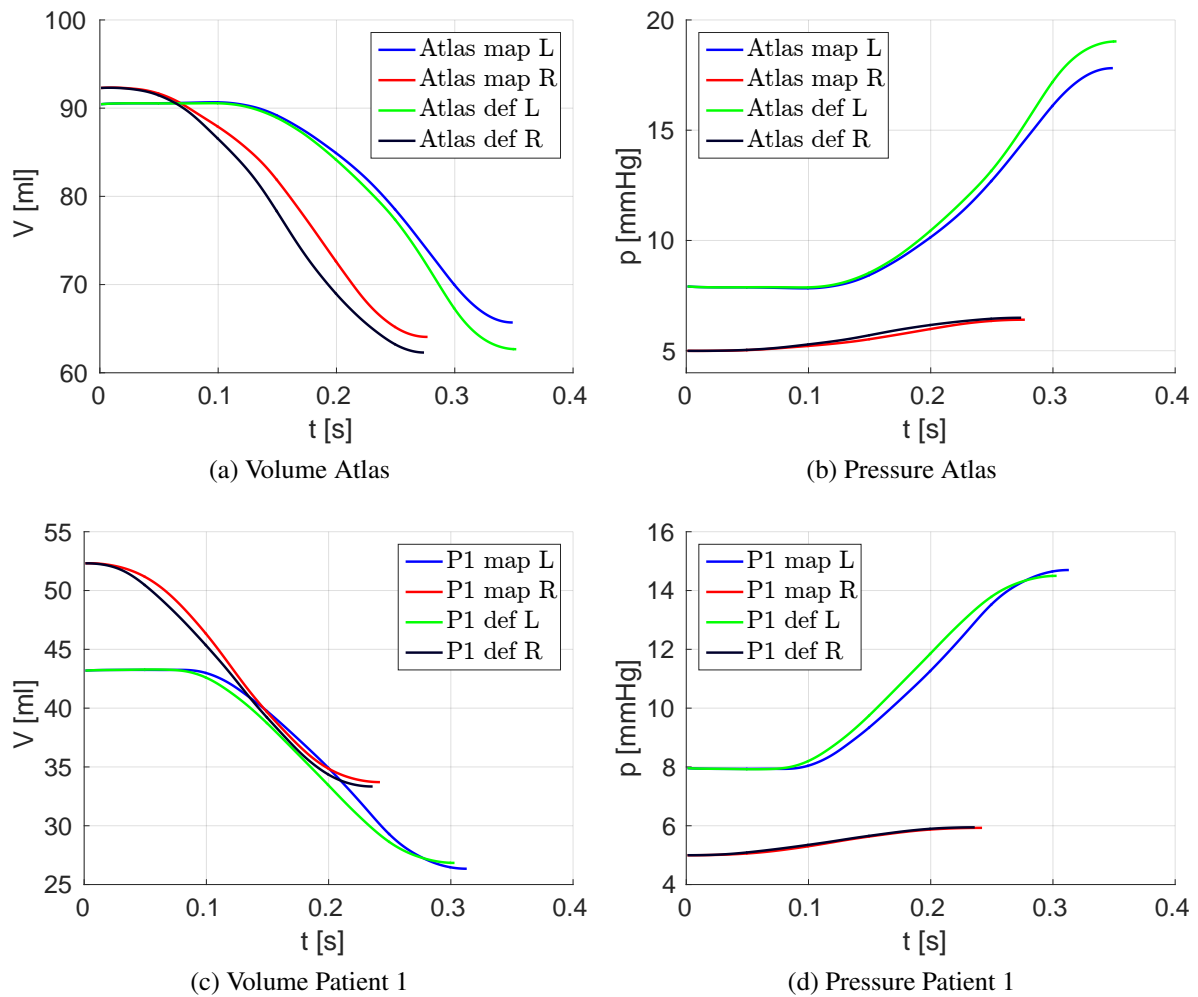 100
90
80
70
60
V [ml]
0
0.1
0.2
0.3
0.4
t [s]
Atlas map L
Atlas map R
Atlas def L
Atlas def R
(a) Volume Atlas
20
15
10
5
p [mmHg]
0
0.1
0.2
0.3
0.4
t [s]
Atlas map L
Atlas map R
Atlas def L
Atlas def R
(b) Pressure Atlas
55
50
45
40
35
30
25
V [ml]
0
0.1
0.2
0.3
0.4
t [s]
P1 map L
P1 map R
P1 def L
P1 def R
(c) Volume Patient 1
16
14
12
10
8
6
4
p [mmHg]
0
0.1
0.2
0.3
0.4
t [s]
P1 map L
P1 map R
P1 def L
P1 def R
(d) Pressure Patient 1